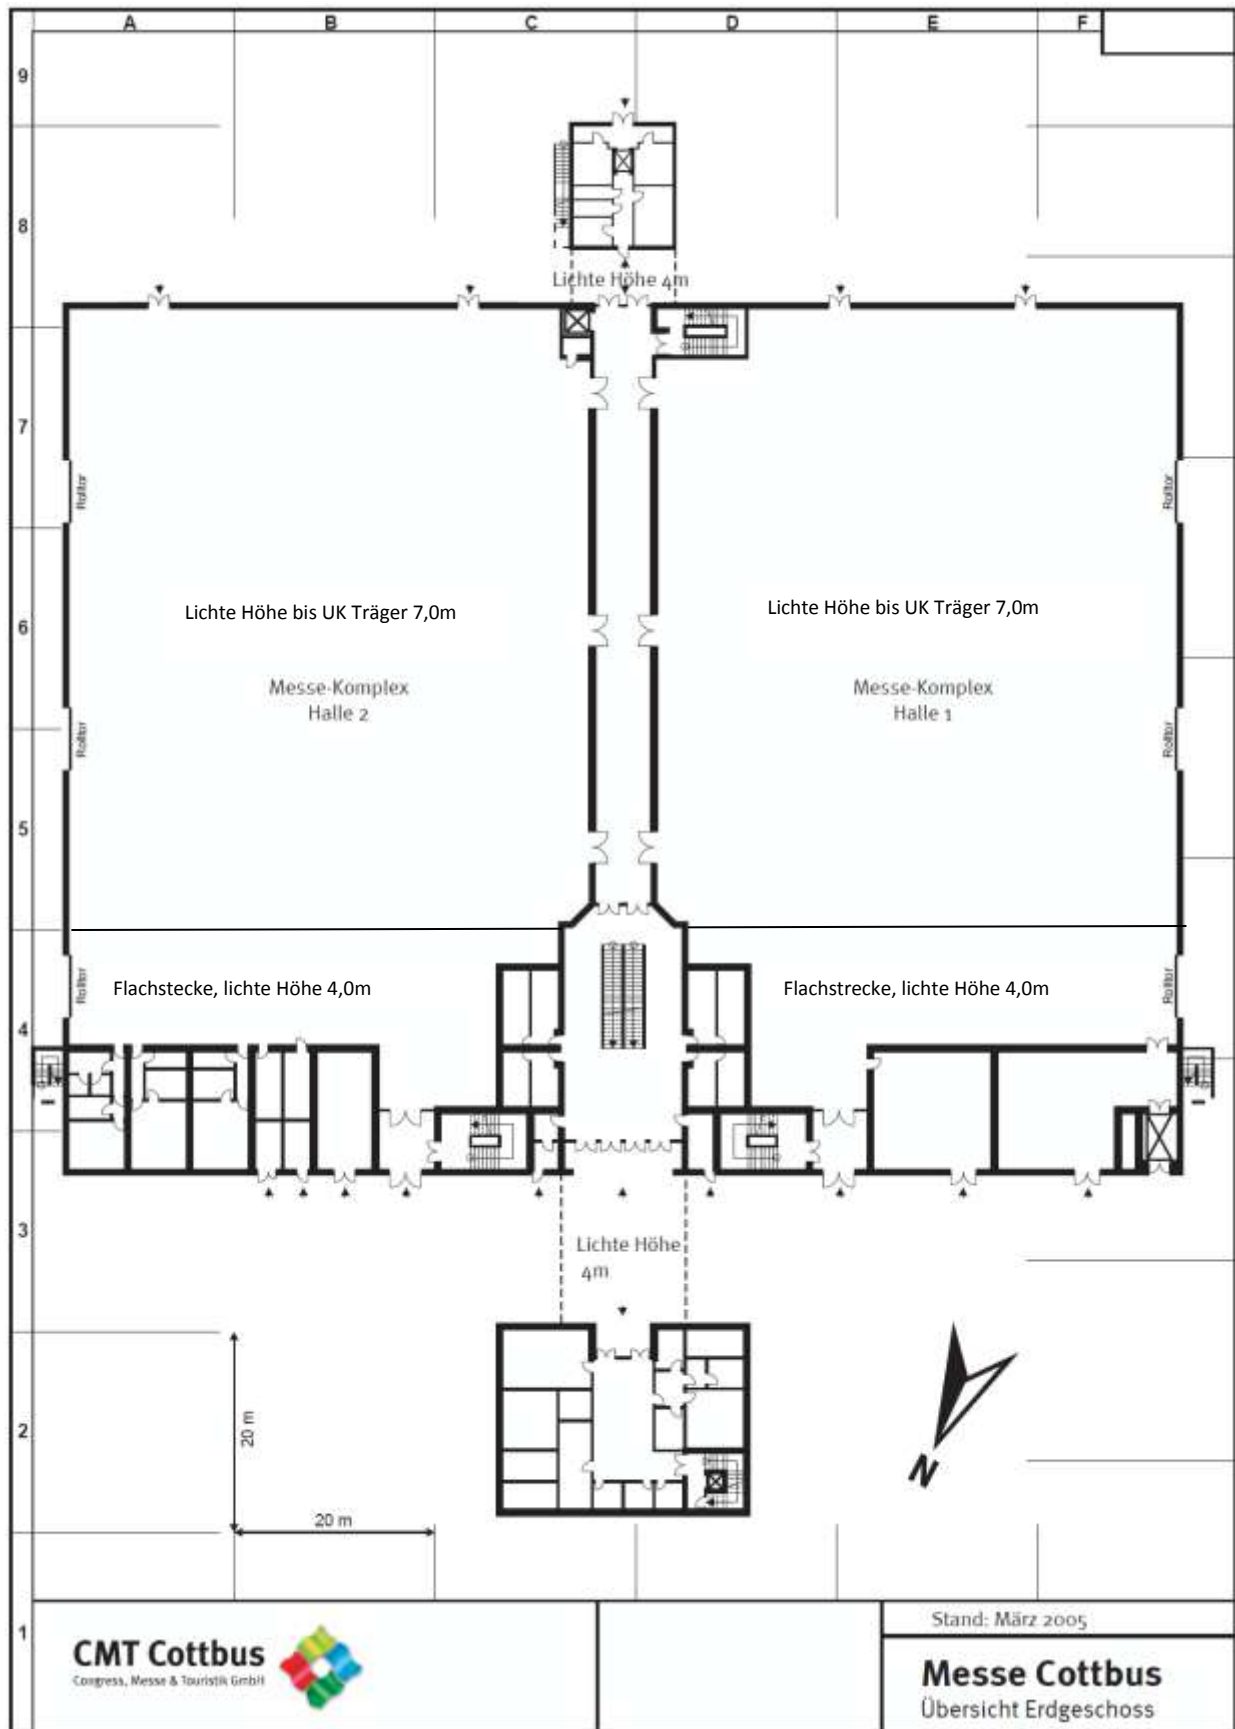 A B C D E F
9
8
Lichte Höhe 4m
7
Rolltor
Rolltor
Lichte Höhe bis UK Träger 7,0m
Lichte Höhe bis UK Träger 7,0m
6
Messe-Komplex
Halle 2
Messe-Komplex
Halle 1
Rolltor
Rolltor
5
Flachstecke, lichte Höhe 4,0m
Flachstrecke, lichte Höhe 4,0m
Rolltor
Rolltor
4
3
Lichte Höhe
4m
2
20 m
N
20 m
1
Stand: März 2005
CMT Cottbus
Congress, Messe & Touristik GmbH
Messe Cottbus
Übersicht Erdgeschoss